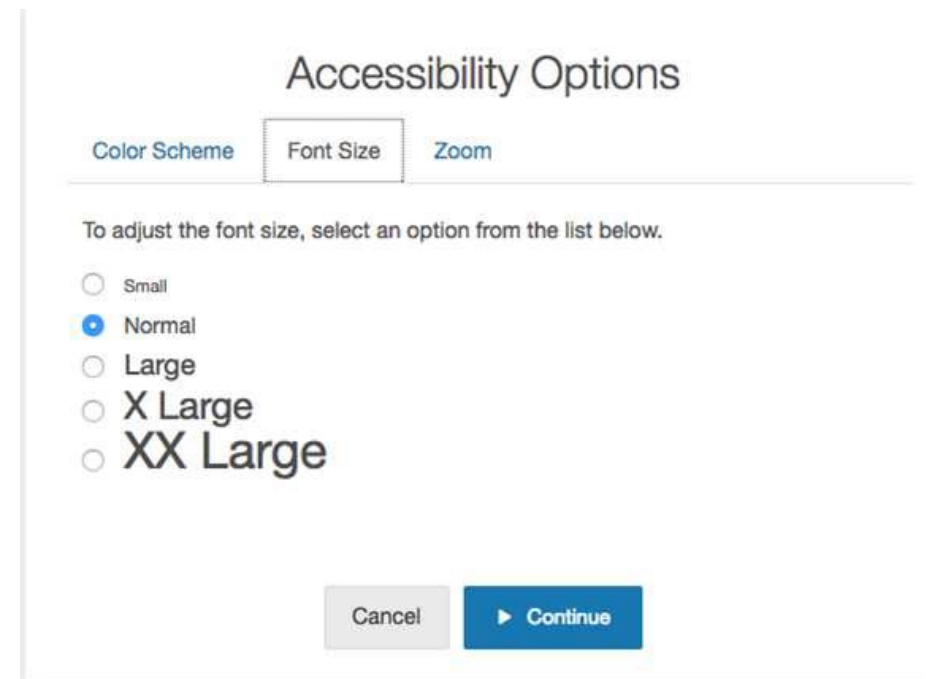 Accessibility Options
Color Scheme Font Size Zoom
To adjust the font size, select an option from the list below.
Small
Normal
Large
X Large
XX Large
Cancel Continue